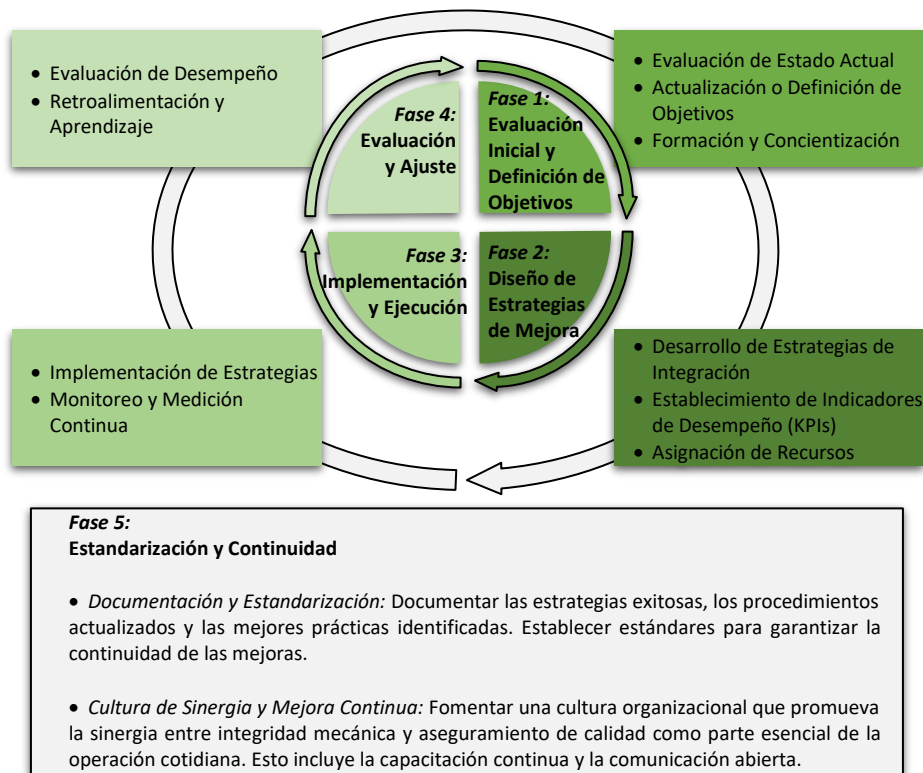 • Evaluación de Desempeño
• Retroalimentación y
Aprendizaje
Fase 4:
Evaluación
y Ajuste
Fase 1:
Evaluación
Inicial y
Definición de
Objetivos
• Evaluación de Estado Actual
• Actualización o Definición de
Objetivos
• Formación y Concientización
Fase 3:
Implementación
y Ejecución
Fase 2:
Diseño de
Estrategias
de Mejora
• Implementación de Estrategias
• Monitoreo y Medición
Continua
• Desarrollo de Estrategias de
Integración
• Establecimiento de Indicadores
de Desempeño (KPIs)
• Asignación de Recursos
Fase 5:
Estandarización y Continuidad
• Documentación y Estandarización: Documentar las estrategias exitosas, los procedimientos
actualizados y las mejores prácticas identificadas. Establecer estándares para garantizar la
continuidad de las mejoras.
• Cultura de Sinergia y Mejora Continua: Fomentar una cultura organizacional que promueva
la sinergia entre integridad mecánica y aseguramiento de calidad como parte esencial de la
operación cotidiana. Esto incluye la capacitación continua y la comunicación abierta.